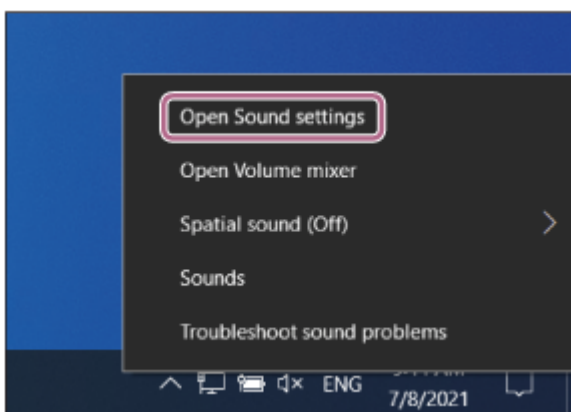 Open Sound settings
Open Volume mixer
Spatial sound (Off)
Sounds
Troubleshoot sound problems
ENG
7/8/2021